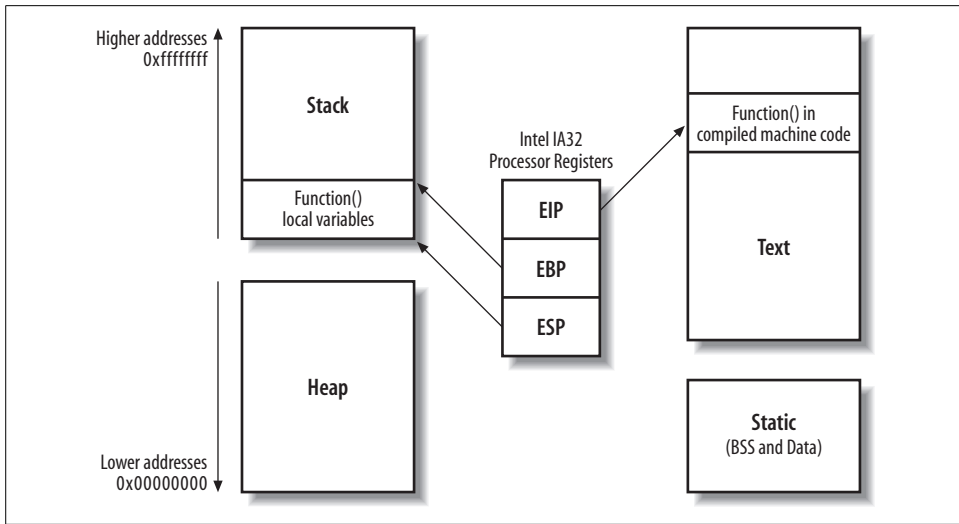 Higher addresses
0xffffffff
Stack
Function()
local variables
Heap
Lower addresses
0x00000000
Intel IA32
Processor Registers
EIP
EBP
ESP
Function() in
compiled machine code
Text
Static
(BSS and Data)